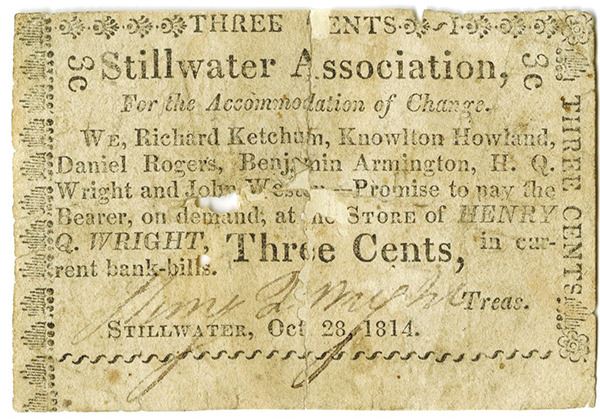 THREE CENTS
3c Stillwater Association, 3c
For the Accommodation of Change.
WE, Richard Ketchum, Knowlton Howland,
Daniel Rogers, Benjamin Armington, H. Q.
Wright and John —Promise to pay the
Bearer, on demand, at the STORE of HENRY
Q. WRIGHT, Three Cents, in cur-
rent bank-bills.
Henry Q Wright Treas.
STILLWATER, Oct 28, 1814.
THREE CENTS